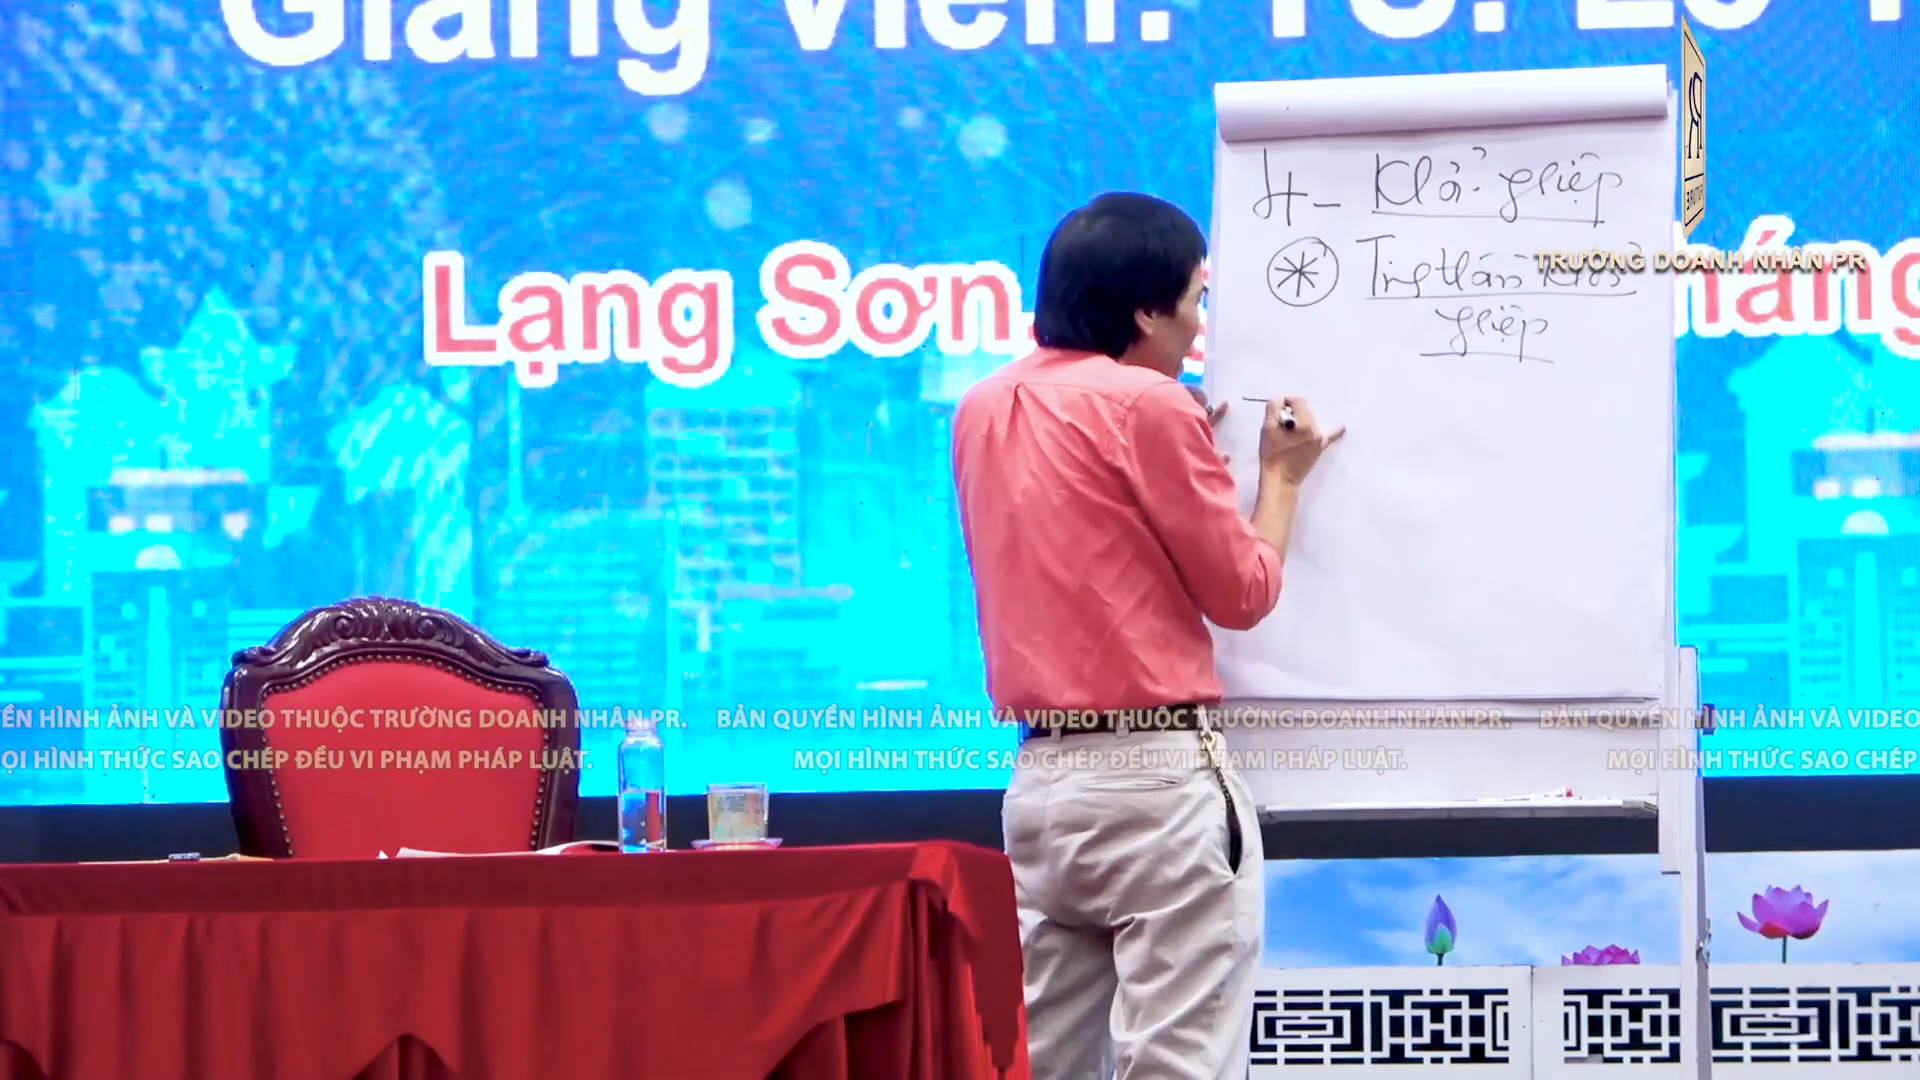 Giảng viên: TS. Lê
TRƯỜNG DOANH NHÂN PR
Lạng Sơn,
háng
4- Khởi nghiệp
Tinh thần khởi
nghiệp
ỀN HÌNH ẢNH VÀ VIDEO THUỘC TRƯỜNG DOANH NHÂN PR. BẢN QUYỀN HÌNH ẢNH VÀ VIDEO THUỘC TRƯỜNG DOANH NHÂN PR. BẢN QUYỀN HÌNH ẢNH VÀ VIDEO
ỌI HÌNH THỨC SAO CHÉP ĐỀU VI PHẠM PHÁP LUẬT. MỌI HÌNH THỨC SAO CHÉP ĐỀU VI PHẠM PHÁP LUẬT. MỌI HÌNH THỨC SAO CHÉP